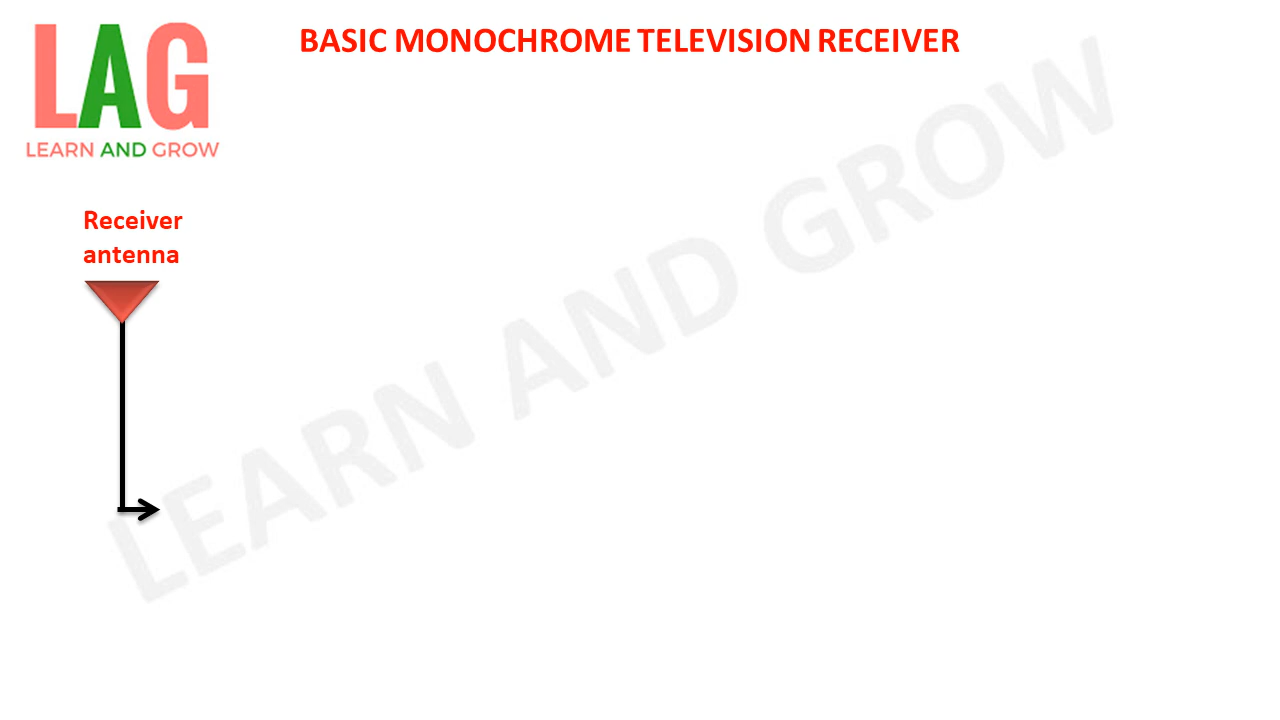 BASIC MONOCHROME TELEVISION RECEIVER
LAG
LEARN AND GROW
Receiver
antenna
LEARN AND GROW